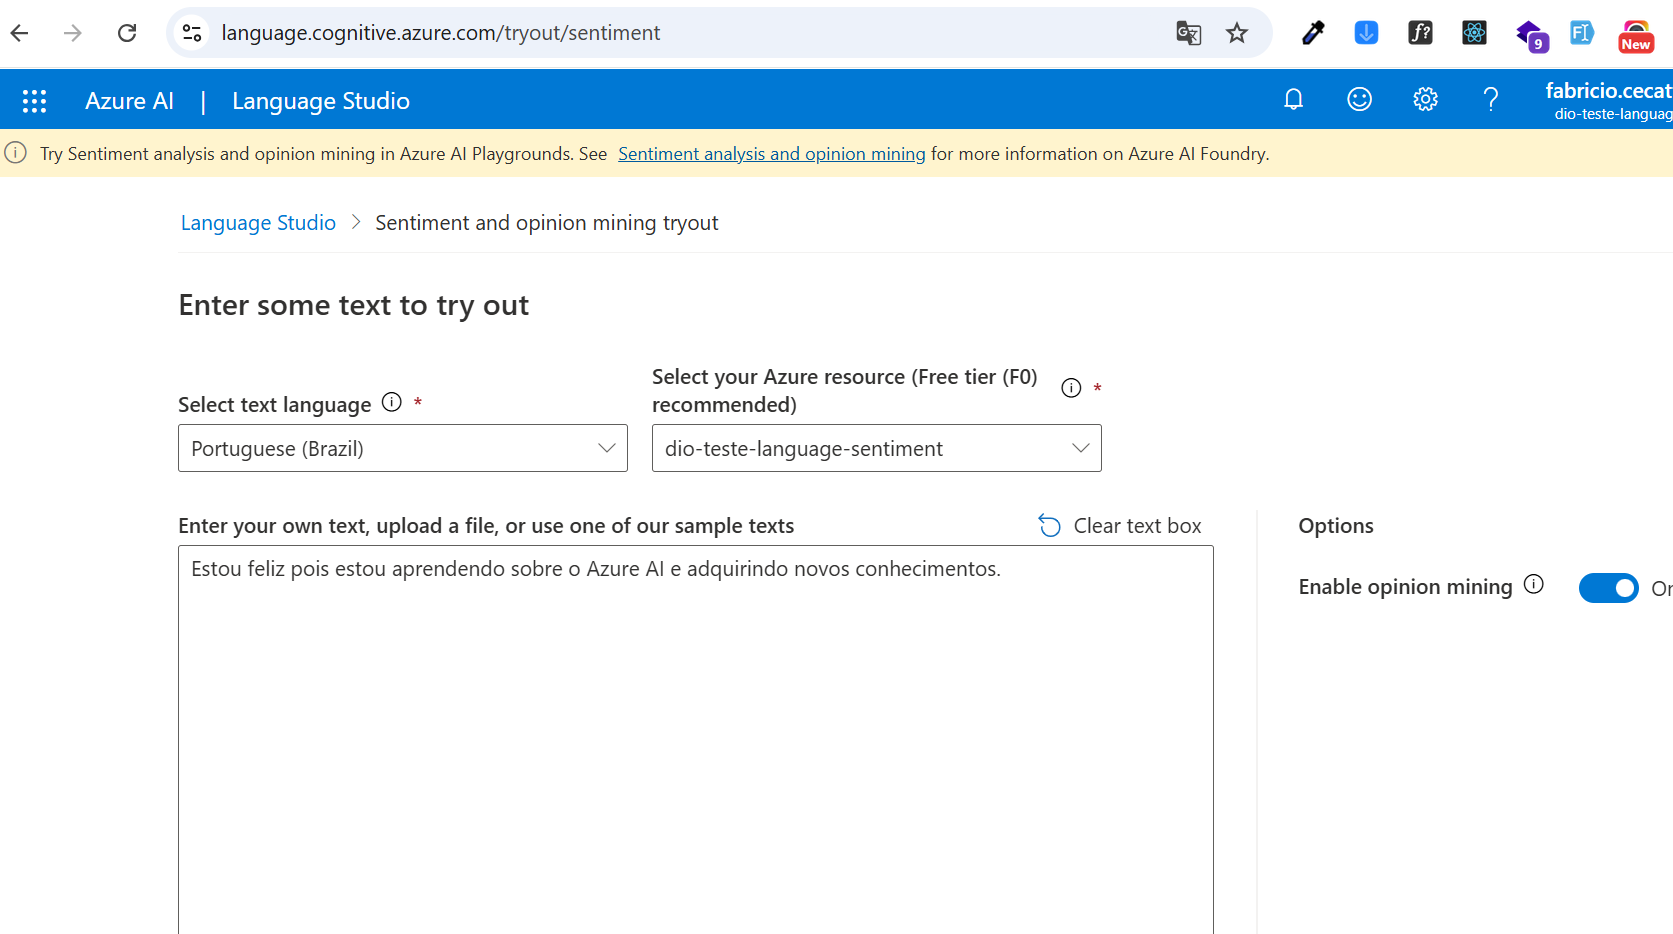 language.cognitive.azure.com/tryout/sentiment
f?
9
FI
New
Azure AI | Language Studio
fabricio.cecat
dio-teste-languag
Try Sentiment analysis and opinion mining in Azure AI Playgrounds. See Sentiment analysis and opinion mining for more information on Azure AI Foundry.
Language Studio > Sentiment and opinion mining tryout
Enter some text to try out
Select text language *
Select your Azure resource (Free tier (F0) recommended) *
Portuguese (Brazil)
dio-teste-language-sentiment
Enter your own text, upload a file, or use one of our sample texts
Clear text box
Estou feliz pois estou aprendendo sobre o Azure AI e adquirindo novos conhecimentos.
Options
Enable opinion mining